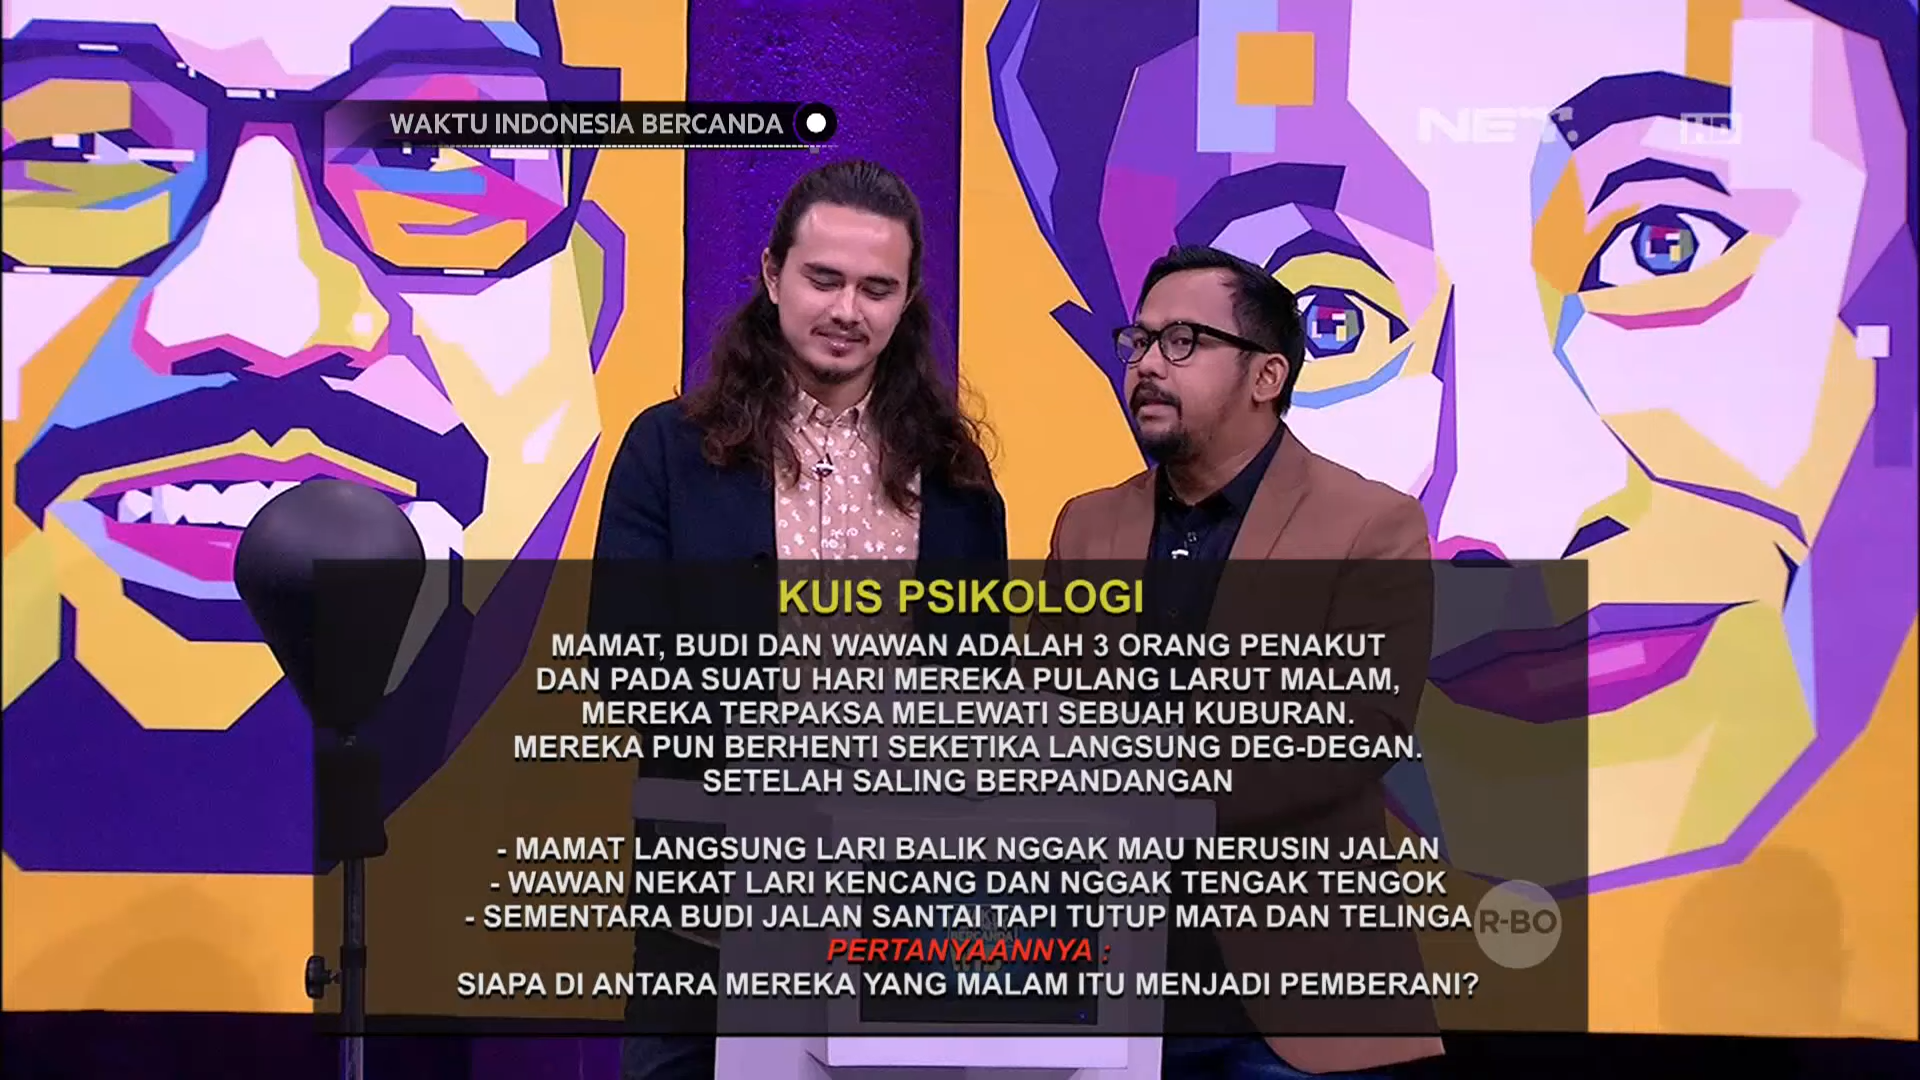 WAKTU INDONESIA BERCANDA
NET.
HD
KUIS PSIKOLOGI
MAMAT, BUDI DAN WAWAN ADALAH 3 ORANG PENAKUT
DAN PADA SUATU HARI MEREKA PULANG LARUT MALAM,
MEREKA TERPAKSA MELEWATI SEBUAH KUBURAN.
MEREKA PUN BERHENTI SEKETIKA LANGSUNG DEG-DEGAN.
SETELAH SALING BERPANDANGAN
- MAMAT LANGSUNG LARI BALIK NGGAK MAU NERUSIN JALAN
- WAWAN NEKAT LARI KENCANG DAN NGGAK TENGAK TENGOK
- SEMENTARA BUDI JALAN SANTAI TAPI TUTUP MATA DAN TELINGA
R-BO
PERTANYAANNYA :
SIAPA DI ANTARA MEREKA YANG MALAM ITU MENJADI PEMBERANI?